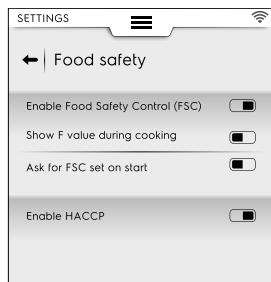 SETTINGS
Food safety
Enable Food Safety Control (FSC)
Show F value during cooking
Ask for FSC set on start
Enable HACCP